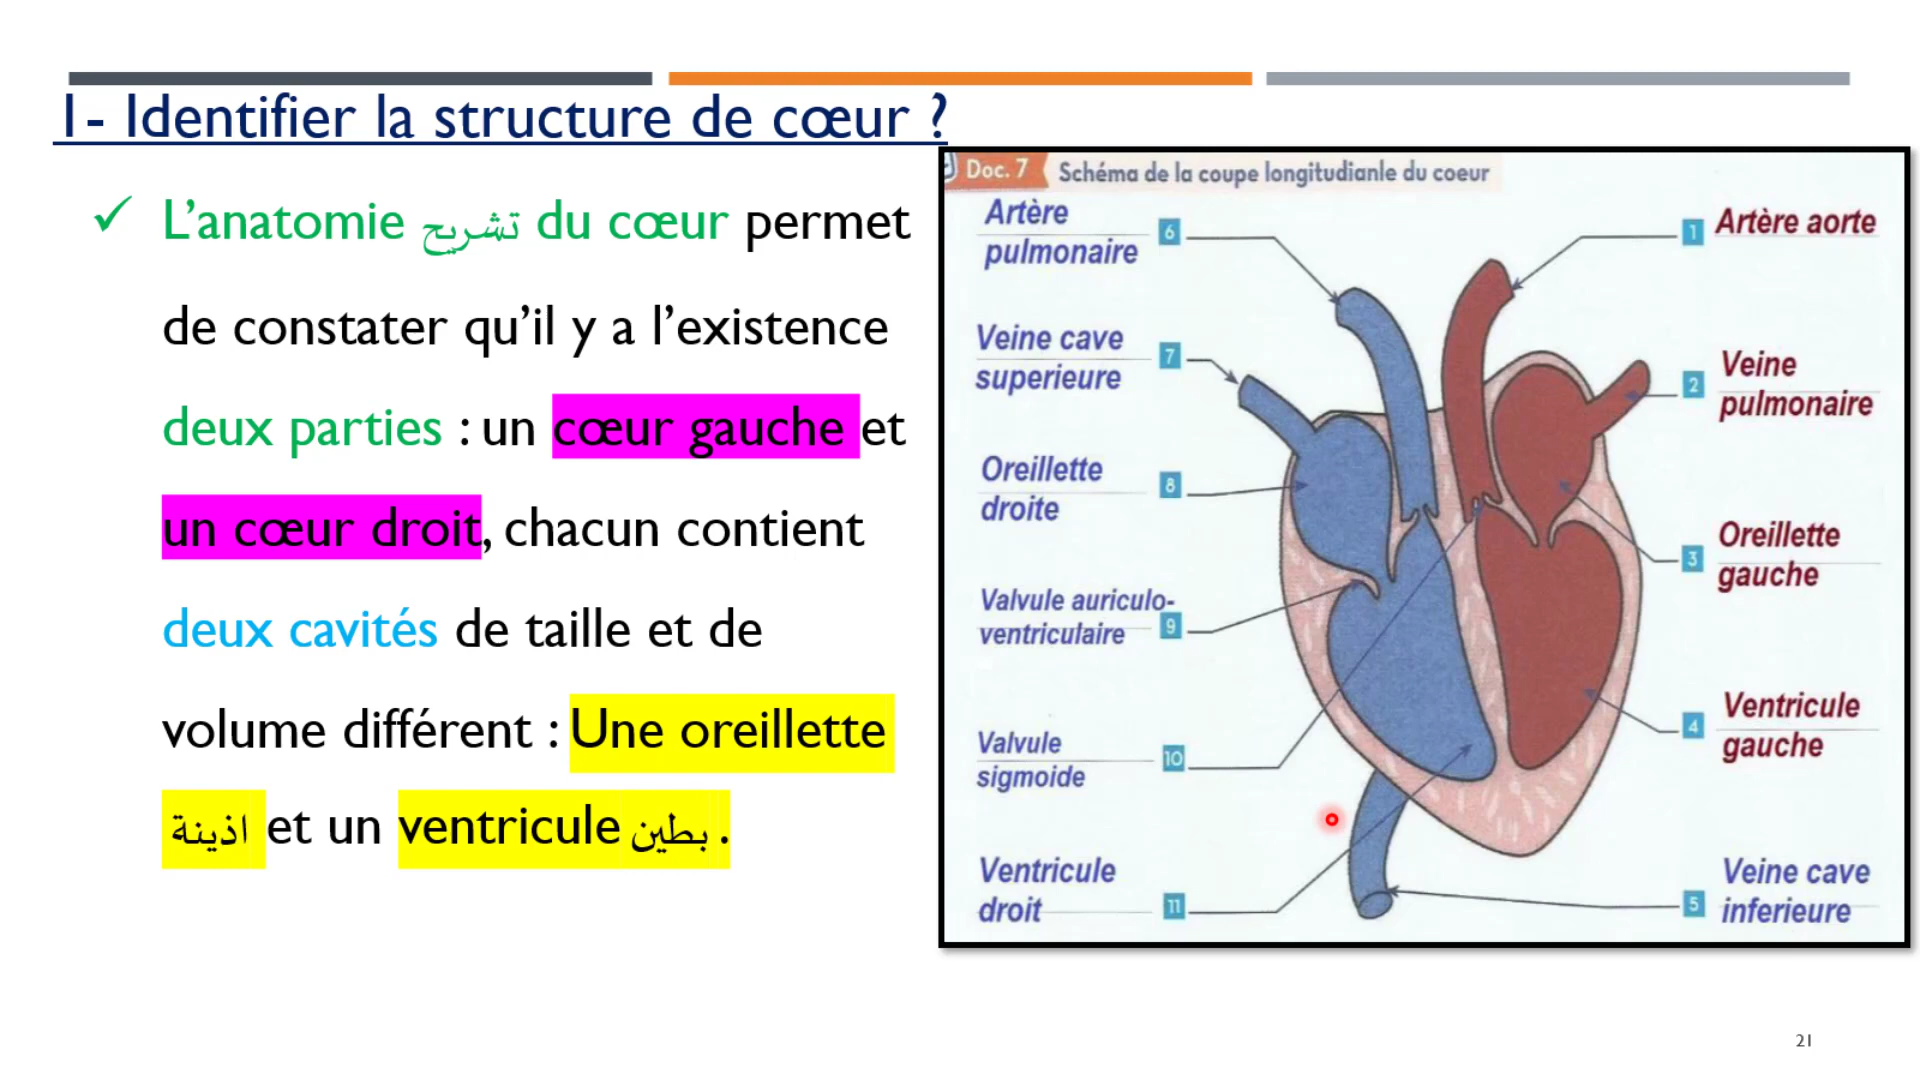 1- Identifier la structure de cœur ?
✓ L’anatomie تشريح du cœur permet
de constater qu’il y a l’existence
deux parties : un cœur gauche et
un cœur droit, chacun contient
deux cavités de taille et de
volume différent : Une oreillette
اذينة et un ventricule بطين .
Doc. 7 Schéma de la coupe longitudianle du coeur
Artère
pulmonaire
6
Veine cave
superieure
7
Oreillette
droite
8
Valvule auriculo-
ventriculaire
9
Valvule
sigmoide
10
Ventricule
droit
11
1 Artère aorte
2 Veine
pulmonaire
3 Oreillette
gauche
4 Ventricule
gauche
5 Veine cave
inferieure
21